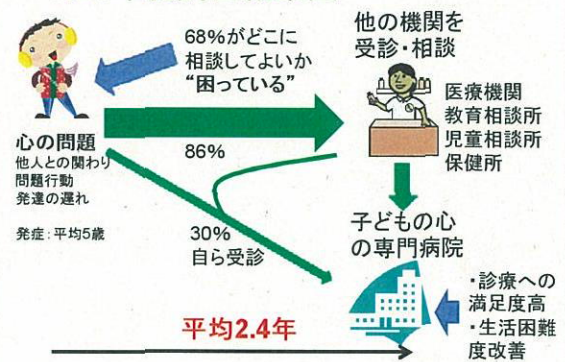 68%がどこに
相談してよいか
“困っている”
他の機関を
受診・相談
医療機関
教育相談所
児童相談所
保健所
心の問題
他人との関わり
問題行動
発達の遅れ
発症:平均5歳
86%
30%
自ら受診
子どもの心
の専門病院
・診療への
満足度高
・生活困難
度改善
平均2.4年